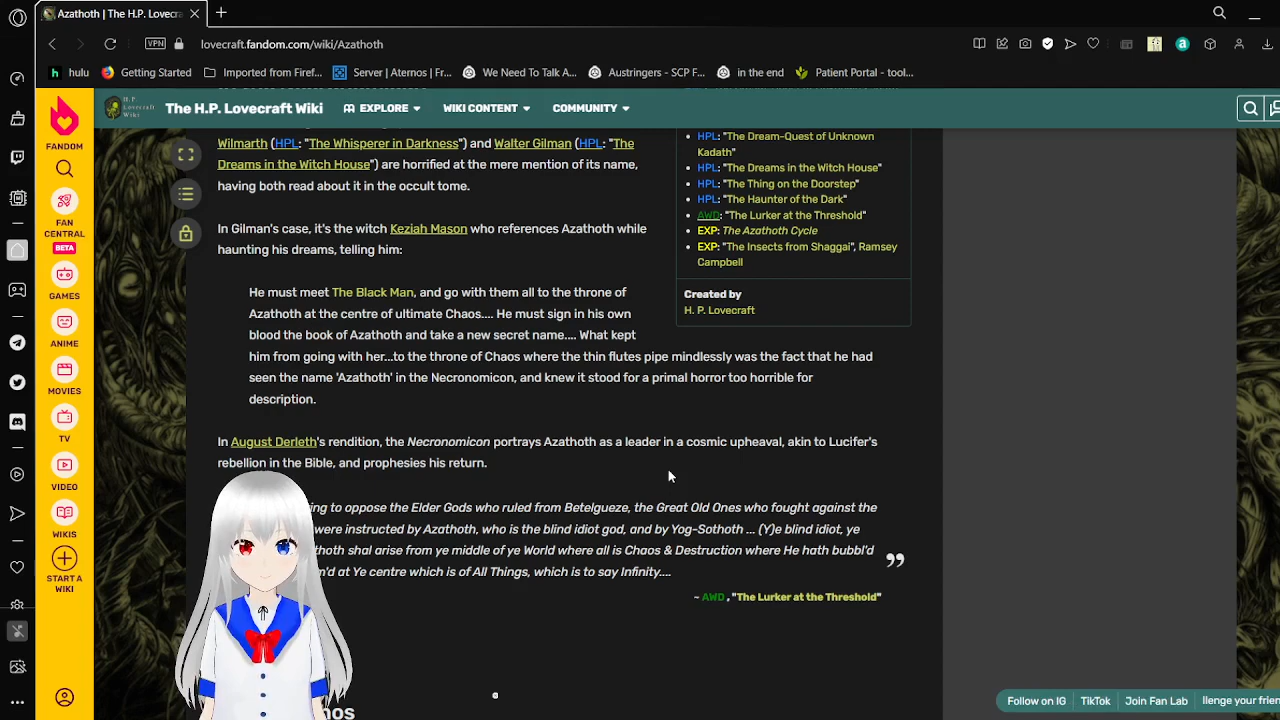 Azathoth | The H.P. Lovecra
VPN
lovecraft.fandom.com/wiki/Azathoth
h hulu
Getting Started
Imported from Firef...
Server | Aternos | Fr...
We Need To Talk A...
Austringers - SCP F...
in the end
Patient Portal - tool...
H. P. Lovecraft Wiki
The H.P. Lovecraft Wiki
EXPLORE
WIKI CONTENT
COMMUNITY
FANDOM
FAN CENTRAL
BETA
GAMES
ANIME
MOVIES
TV
VIDEO
WIKIS
START A WIKI
Wilmarth (HPL: "The Whisperer in Darkness") and Walter Gilman (HPL: "The
Dreams in the Witch House") are horrified at the mere mention of its name,
having both read about it in the occult tome.
In Gilman's case, it's the witch Keziah Mason who references Azathoth while
haunting his dreams, telling him:
He must meet The Black Man, and go with them all to the throne of
Azathoth at the centre of ultimate Chaos.... He must sign in his own
blood the book of Azathoth and take a new secret name.... What kept
him from going with her...to the throne of Chaos where the thin flutes pipe mindlessly was the fact that he had
seen the name 'Azathoth' in the Necronomicon, and knew it stood for a primal horror too horrible for
description.
In August Derleth's rendition, the Necronomicon portrays Azathoth as a leader in a cosmic upheaval, akin to Lucifer's
rebellion in the Bible, and prophesies his return.
ing to oppose the Elder Gods who ruled from Betelgueze, the Great Old Ones who fought against the
were instructed by Azathoth, who is the blind idiot god, and by Yog-Sothoth ... (Y)e blind idiot, ye
thoth shal arise from ye middle of ye World where all is Chaos & Destruction where He hath bubbl'd
m'd at Ye centre which is of All Things, which is to say Infinity....
~ AWD , "The Lurker at the Threshold"
nos
HPL: "The Dream-Quest of Unknown
Kadath"
HPL: "The Dreams in the Witch House"
HPL: "The Thing on the Doorstep"
HPL: "The Haunter of the Dark"
AWD: "The Lurker at the Threshold"
EXP: The Azathoth Cycle
EXP: "The Insects from Shaggai", Ramsey
Campbell
Created by
H. P. Lovecraft
Follow on IG
TikTok
Join Fan Lab
llenge your frien